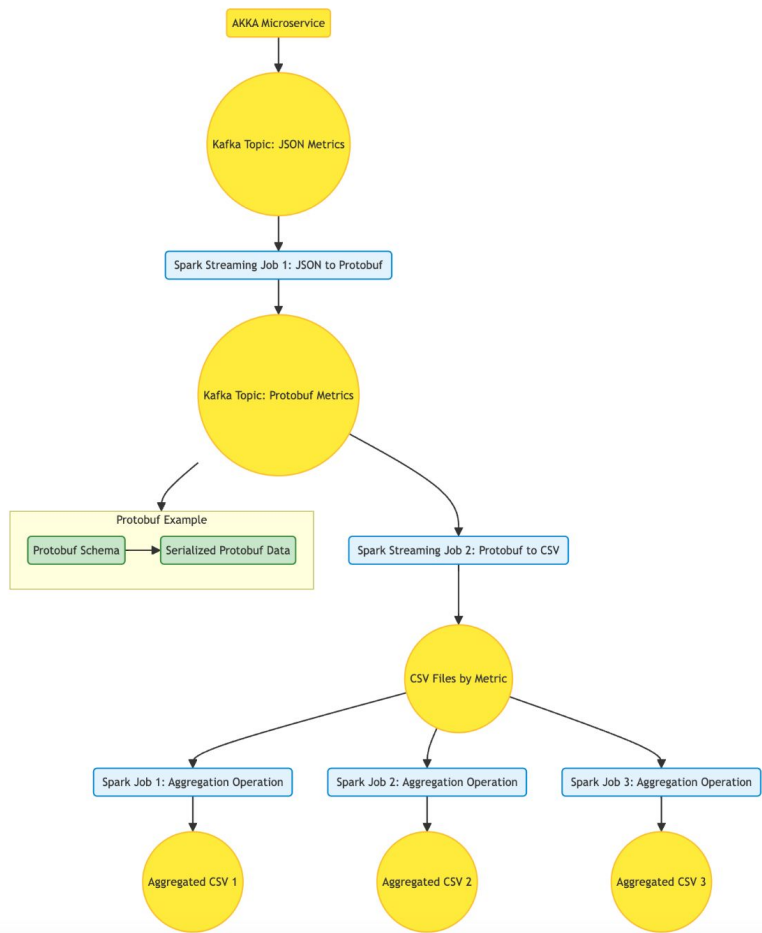 AKKA Microservice
Kafka Topic: JSON Metrics
Spark Streaming Job 1: JSON to Protobuf
Kafka Topic: Protobuf Metrics
Protobuf Example
Protobuf Schema
Serialized Protobuf Data
Spark Streaming Job 2: Protobuf to CSV
CSV Files by Metric
Spark Job 1: Aggregation Operation
Spark Job 2: Aggregation Operation
Spark Job 3: Aggregation Operation
Aggregated CSV 1
Aggregated CSV 2
Aggregated CSV 3